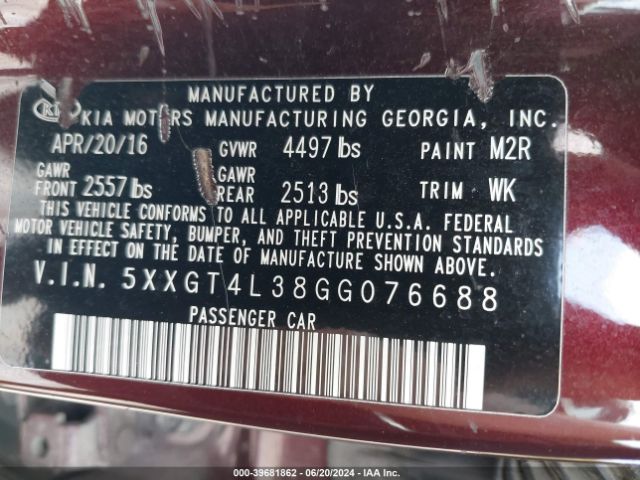 MANUFACTURED BY
KIA
KIA MOTORS MANUFACTURING GEORGIA, INC.
APR/20/16 GVWR 4497 lbs PAINT M2R
GAWR FRONT 2557 lbs GAWR REAR 2513 lbs TRIM WK
THIS VEHICLE CONFORMS TO ALL APPLICABLE U.S.A. FEDERAL
MOTOR VEHICLE SAFETY, BUMPER, AND THEFT PREVENTION STANDARDS
IN EFFECT ON THE DATE OF MANUFACTURE SHOWN ABOVE.
V.I.N. 5XXGT4L38GG076688
PASSENGER CAR
000-39681862 - 06/20/2024 - IAA Inc.